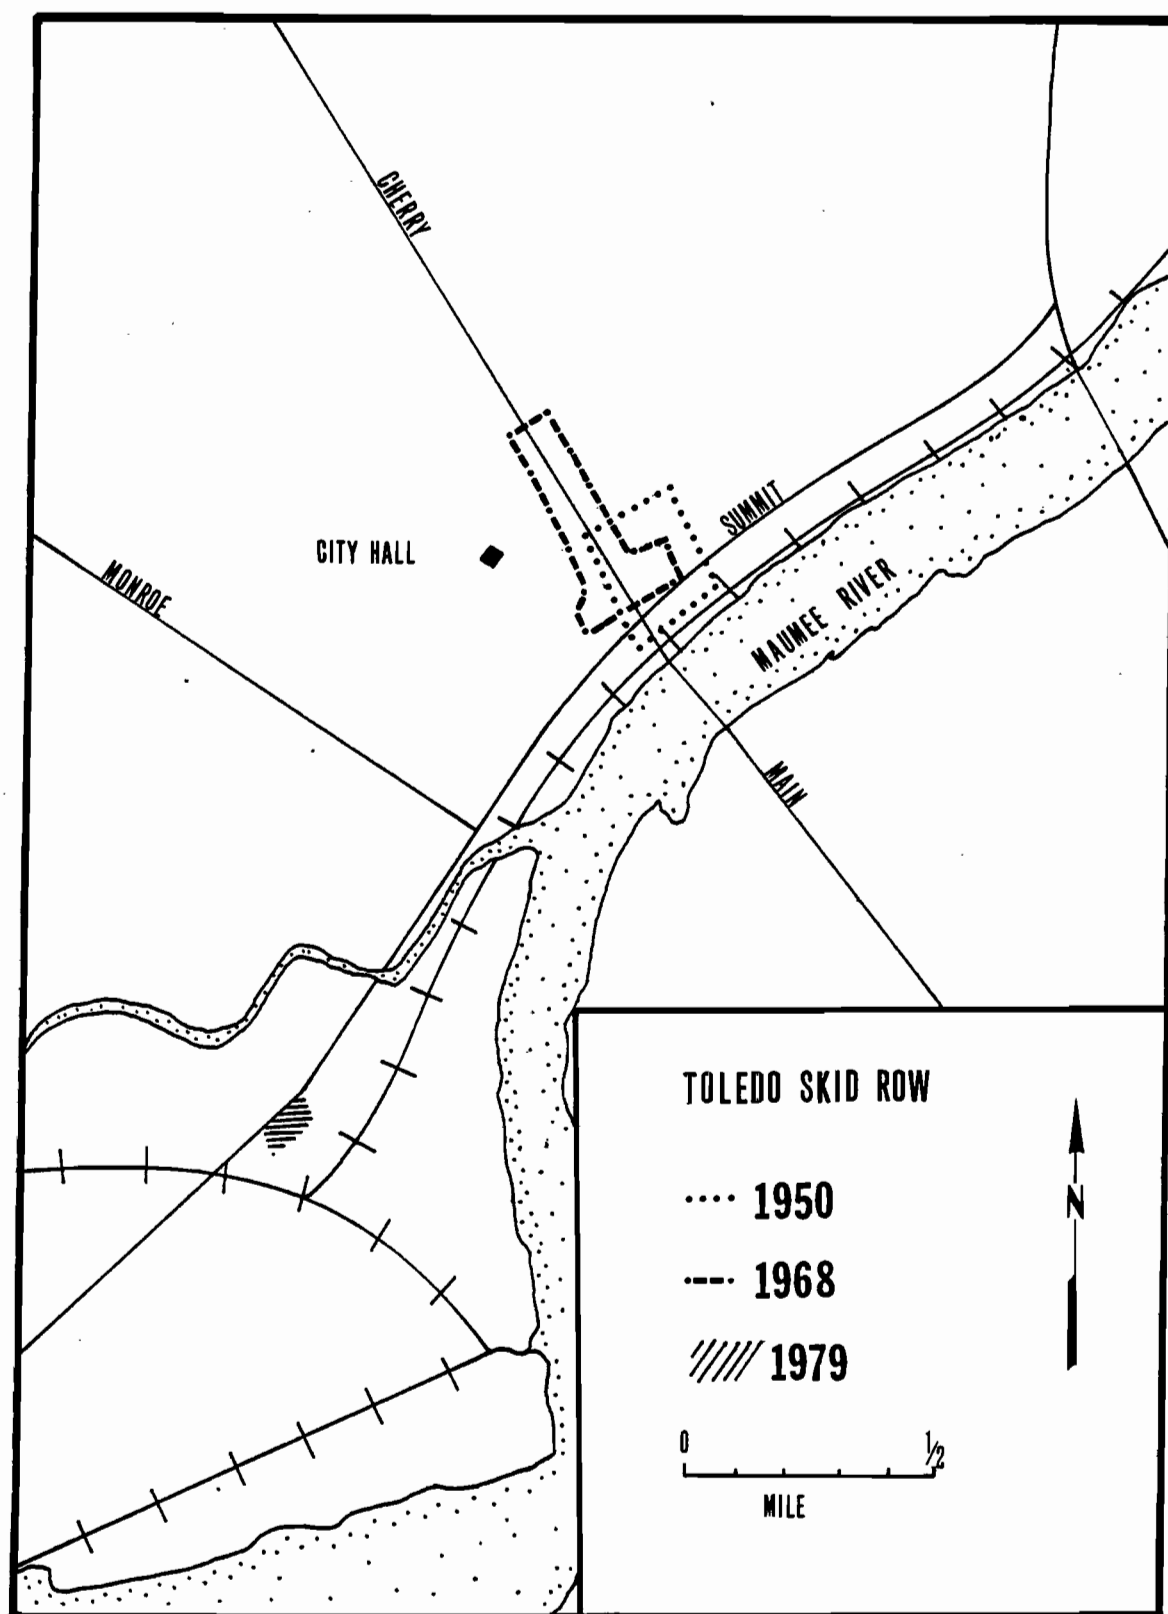 CHERRY
SUMMIT
CITY HALL
MONROE
MAUMEE RIVER
MAIN
TOLEDO SKID ROW
1950
1968
1979
N
0 1/2
MILE